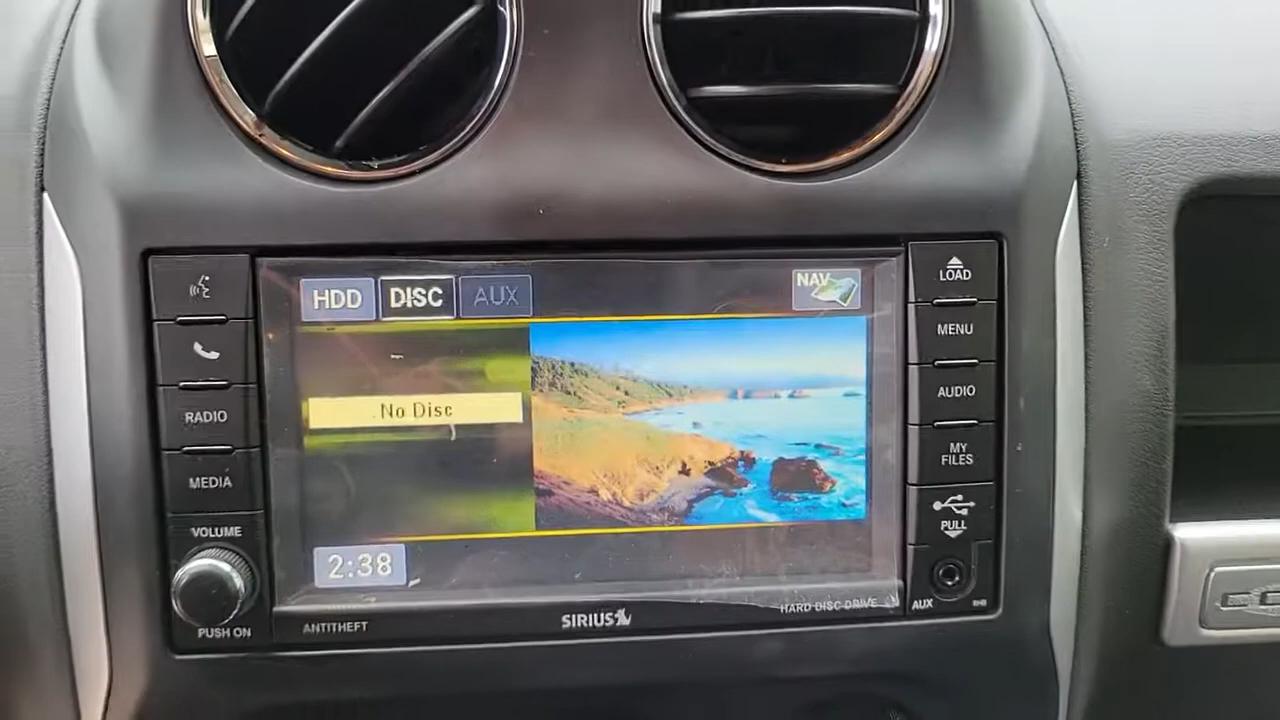 HDD DISC AUX NAV
No Disc
2:38
RADIO
MEDIA
VOLUME
PUSH ON
ANTITHEFT
SIRIUS
HARD DISC DRIVE
LOAD
MENU
AUDIO
MY
FILES
PULL
AUX